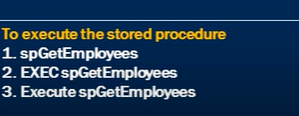 To execute the stored procedure
1. spGetEmployees
2. EXEC spGetEmployees
3. Execute spGetEmployees